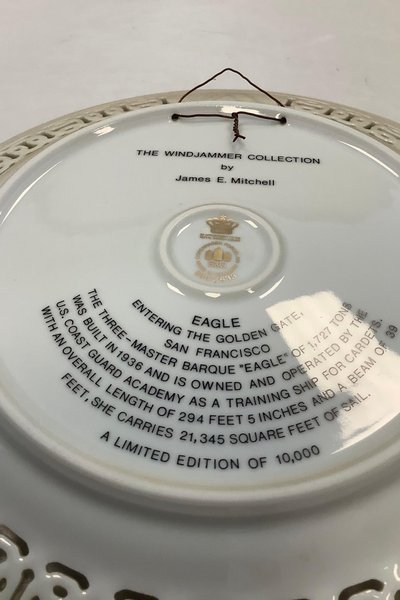 THE WINDJAMMER COLLECTION
by
James E. Mitchell
EAGLE
ENTERING THE GOLDEN GATE,
SAN FRANCISCO
THE THREE-MASTER BARQUE "EAGLE" OF 1,727 TONS
WAS BUILT IN 1936 AND IS OWNED AND OPERATED BY THE
U.S. COAST GUARD ACADEMY AS A TRAINING SHIP FOR CARDETS.
WITH AN OVERALL LENGTH OF 294 FEET 5 INCHES AND A BEAM OF 39
FEET, SHE CARRIES 21,345 SQUARE FEET OF SAIL.
A LIMITED EDITION OF 10,000